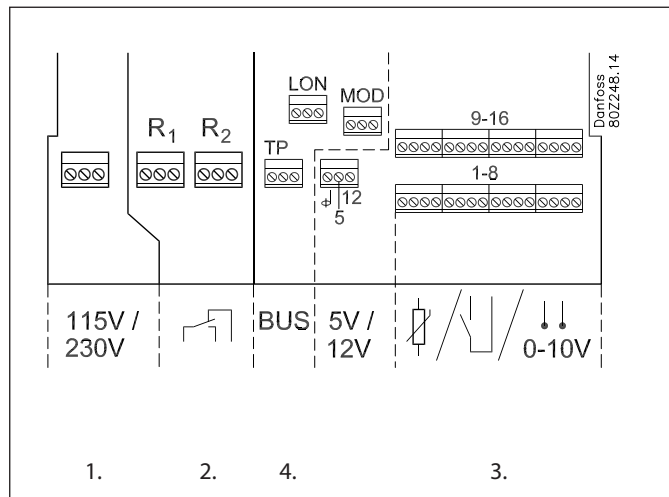 LON
MOD
Danfoss
80Z248.14
R1 R2
9-16
TP
1-8
12
5
115V /
230V
BUS
5V /
12V
0-10V
1. 2. 4. 3.